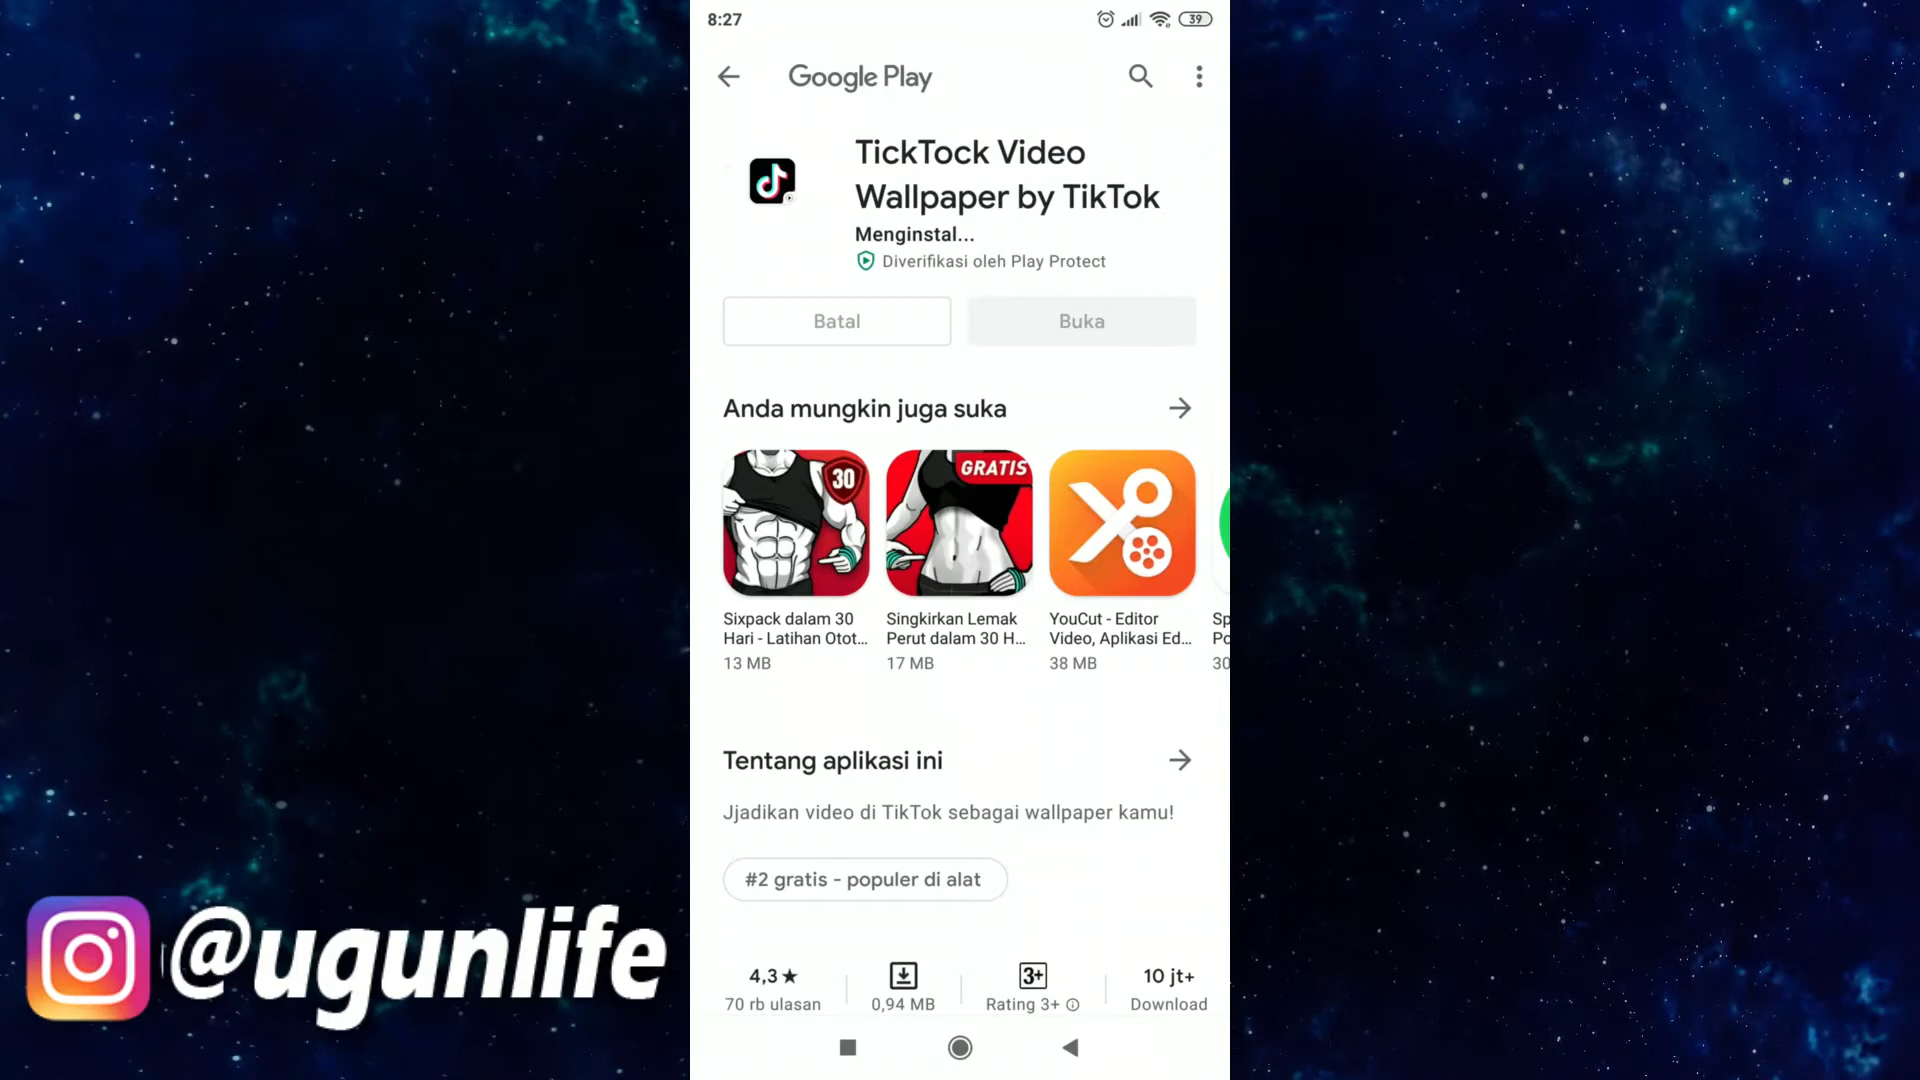 8:27
39
Google Play
TickTock Video
Wallpaper by TikTok
Menginstal...
Diverifikasi oleh Play Protect
Batal
Buka
Anda mungkin juga suka
30
GRATIS
Sixpack dalam 30
Hari - Latihan Otot...
13 MB
Singkirkan Lemak
Perut dalam 30 H...
17 MB
YouCut - Editor
Video, Aplikasi Ed...
38 MB
Sp
Po
30
Tentang aplikasi ini
Jjadikan video di TikTok sebagai wallpaper kamu!
#2 gratis - populer di alat
4,3★
70 rb ulasan
0,94 MB
3+
Rating 3+
10 jt+
Download
@ugunlife